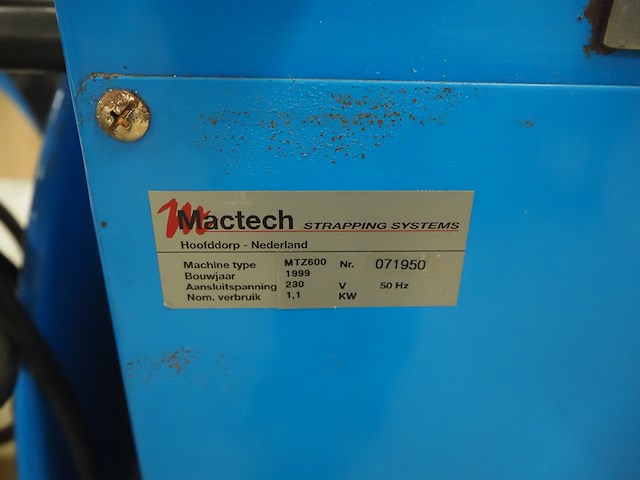 Mactech STRAPPING SYSTEMS
Hoofddorp - Nederland
Machine type MTZ600 Nr. 071950
Bouwjaar 1999
Aansluitspanning 230 V 50 Hz
Nom. verbruik 1,1 KW